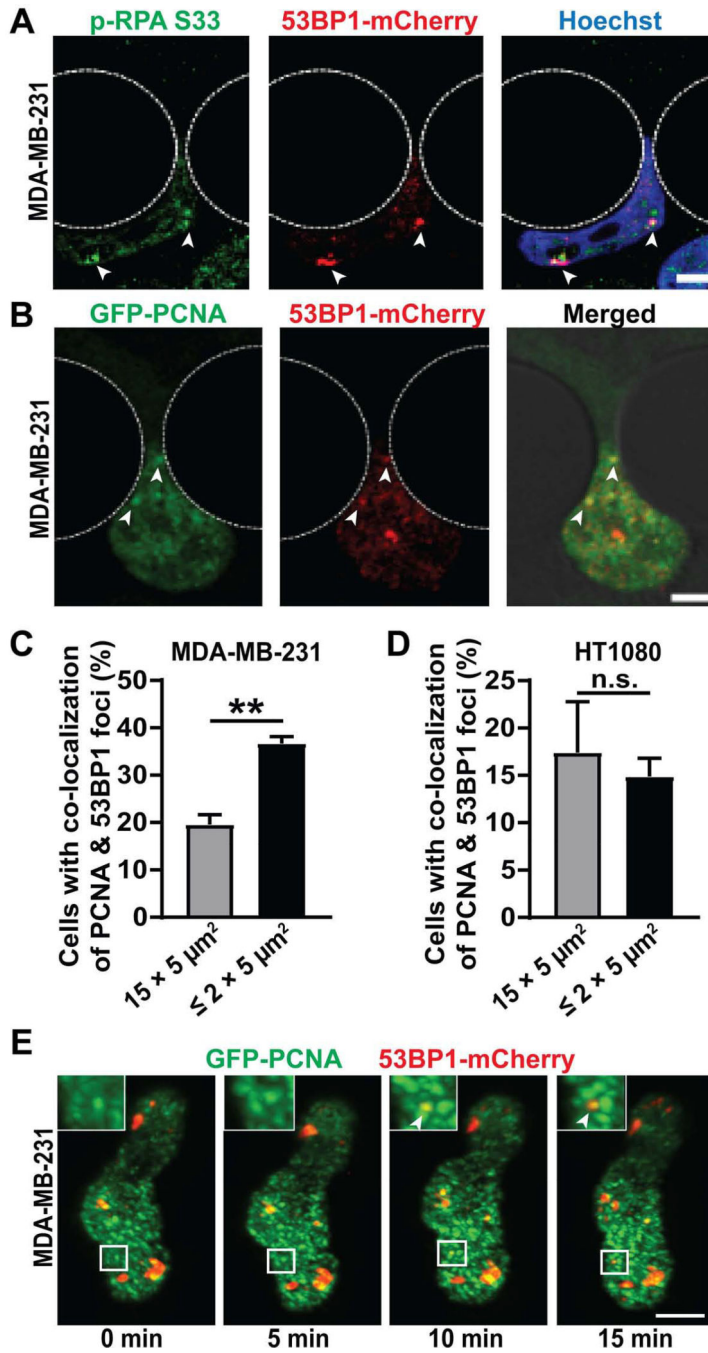 A
p-RPA S33
53BP1-mCherry
Hoechst
MDA-MB-231
B
GFP-PCNA
53BP1-mCherry
Merged
MDA-MB-231
C
MDA-MB-231
Cells with co-localization
of PCNA & 53BP1 foci (%)
50
40
30
20
10
0
**
15 × 5 µm²
≤ 2 × 5 µm²
D
HT1080
Cells with co-localization
of PCNA & 53BP1 foci (%)
25
20
15
10
5
0
n.s.
15 × 5 µm²
≤ 2 × 5 µm²
E
GFP-PCNA
53BP1-mCherry
MDA-MB-231
0 min
5 min
10 min
15 min